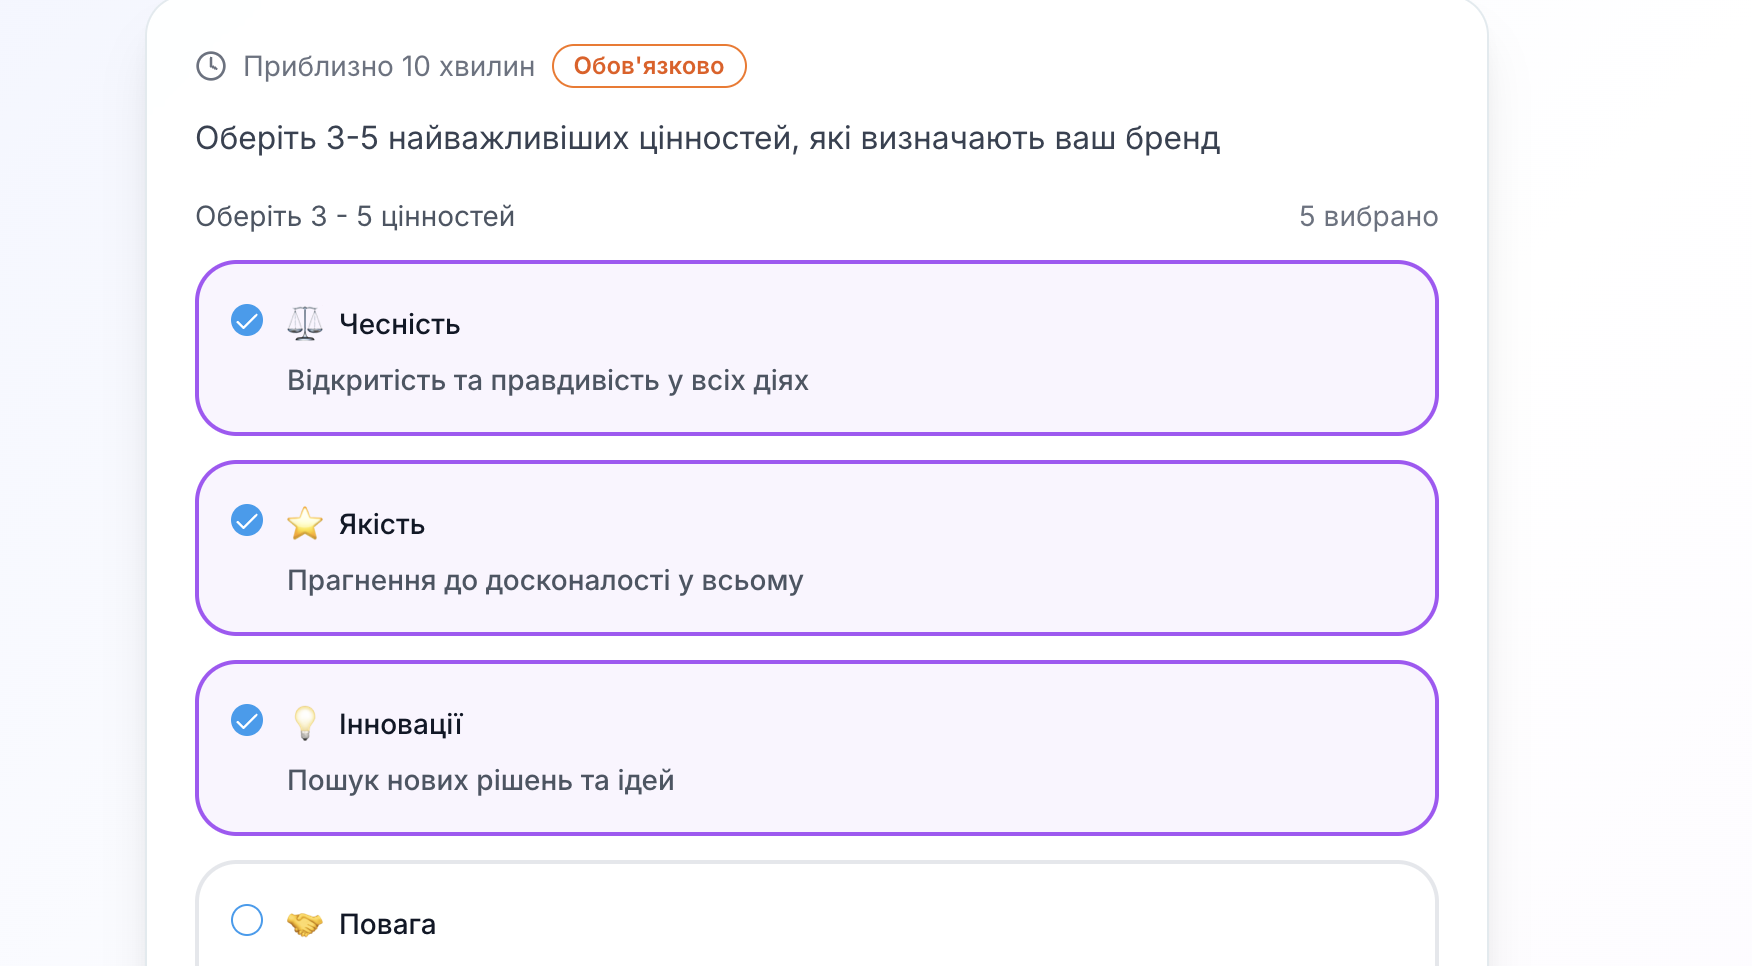 Приблизно 10 хвилин Обов'язково
Оберіть 3-5 найважливіших цінностей, які визначають ваш бренд
Оберіть 3 - 5 цінностей 5 вибрано
Чесність
Відкритість та правдивість у всіх діях
Якість
Прагнення до досконалості у всьому
Інновації
Пошук нових рішень та ідей
Повага